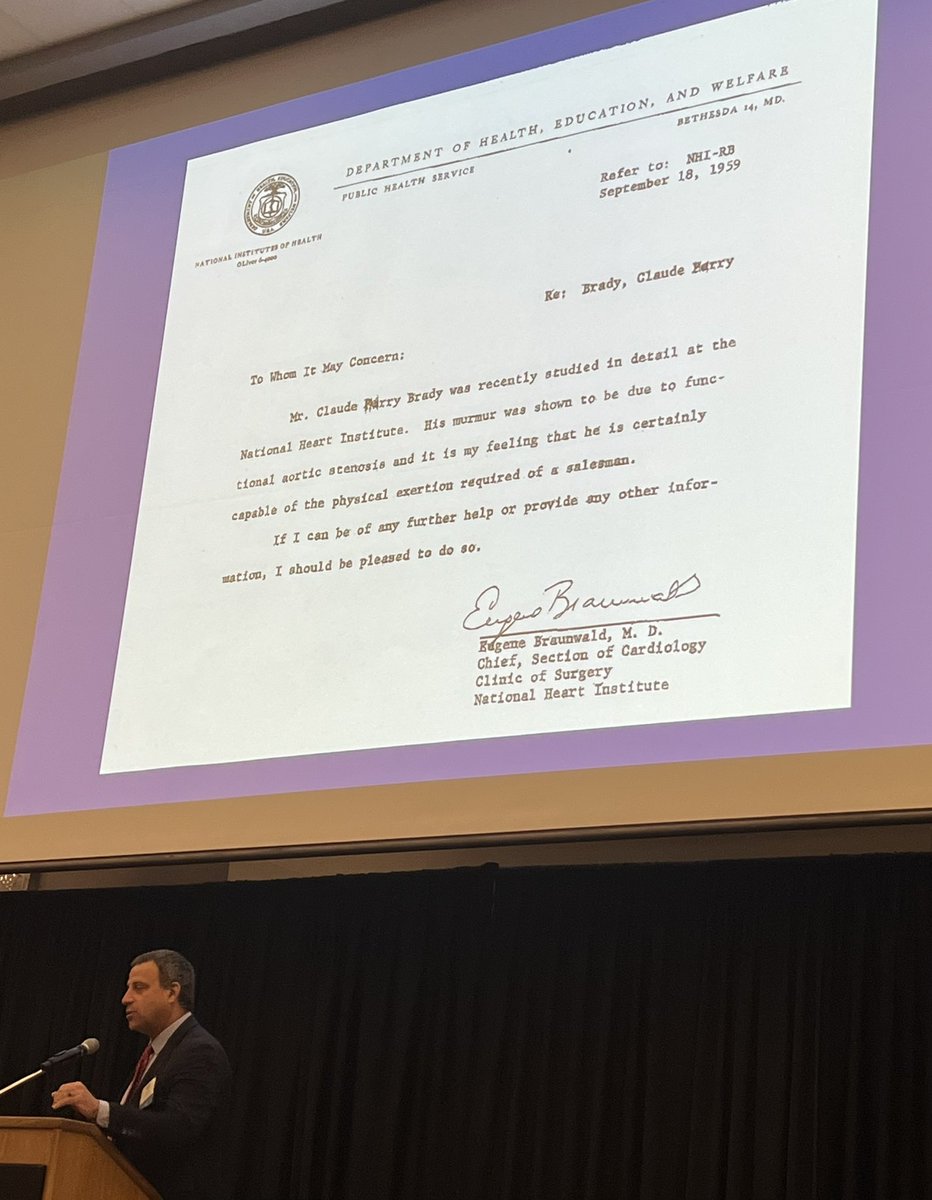 DEPARTMENT OF HEALTH, EDUCATION, AND WELFARE
PUBLIC HEALTH SERVICE
BETHESDA 14, MD.
NATIONAL INSTITUTES OF HEALTH
OLiver 6-4000
Refer to: NHI-RB
September 18, 1959
Re: Brady, Claude
To Whom It May Concern:
Mr. Claude Brady was recently studied in detail at the
National Heart Institute. His murmur was shown to be due to func-
tional aortic stenosis and it is my feeling that he is certainly
capable of the physical exertion required of a salesman.
If I can be of any further help or provide any other infor-
mation, I should be pleased to do so.
Eugene Braunwald
Eugene Braunwald, M. D.
Chief, Section of Cardiology
Clinic of Surgery
National Heart Institute